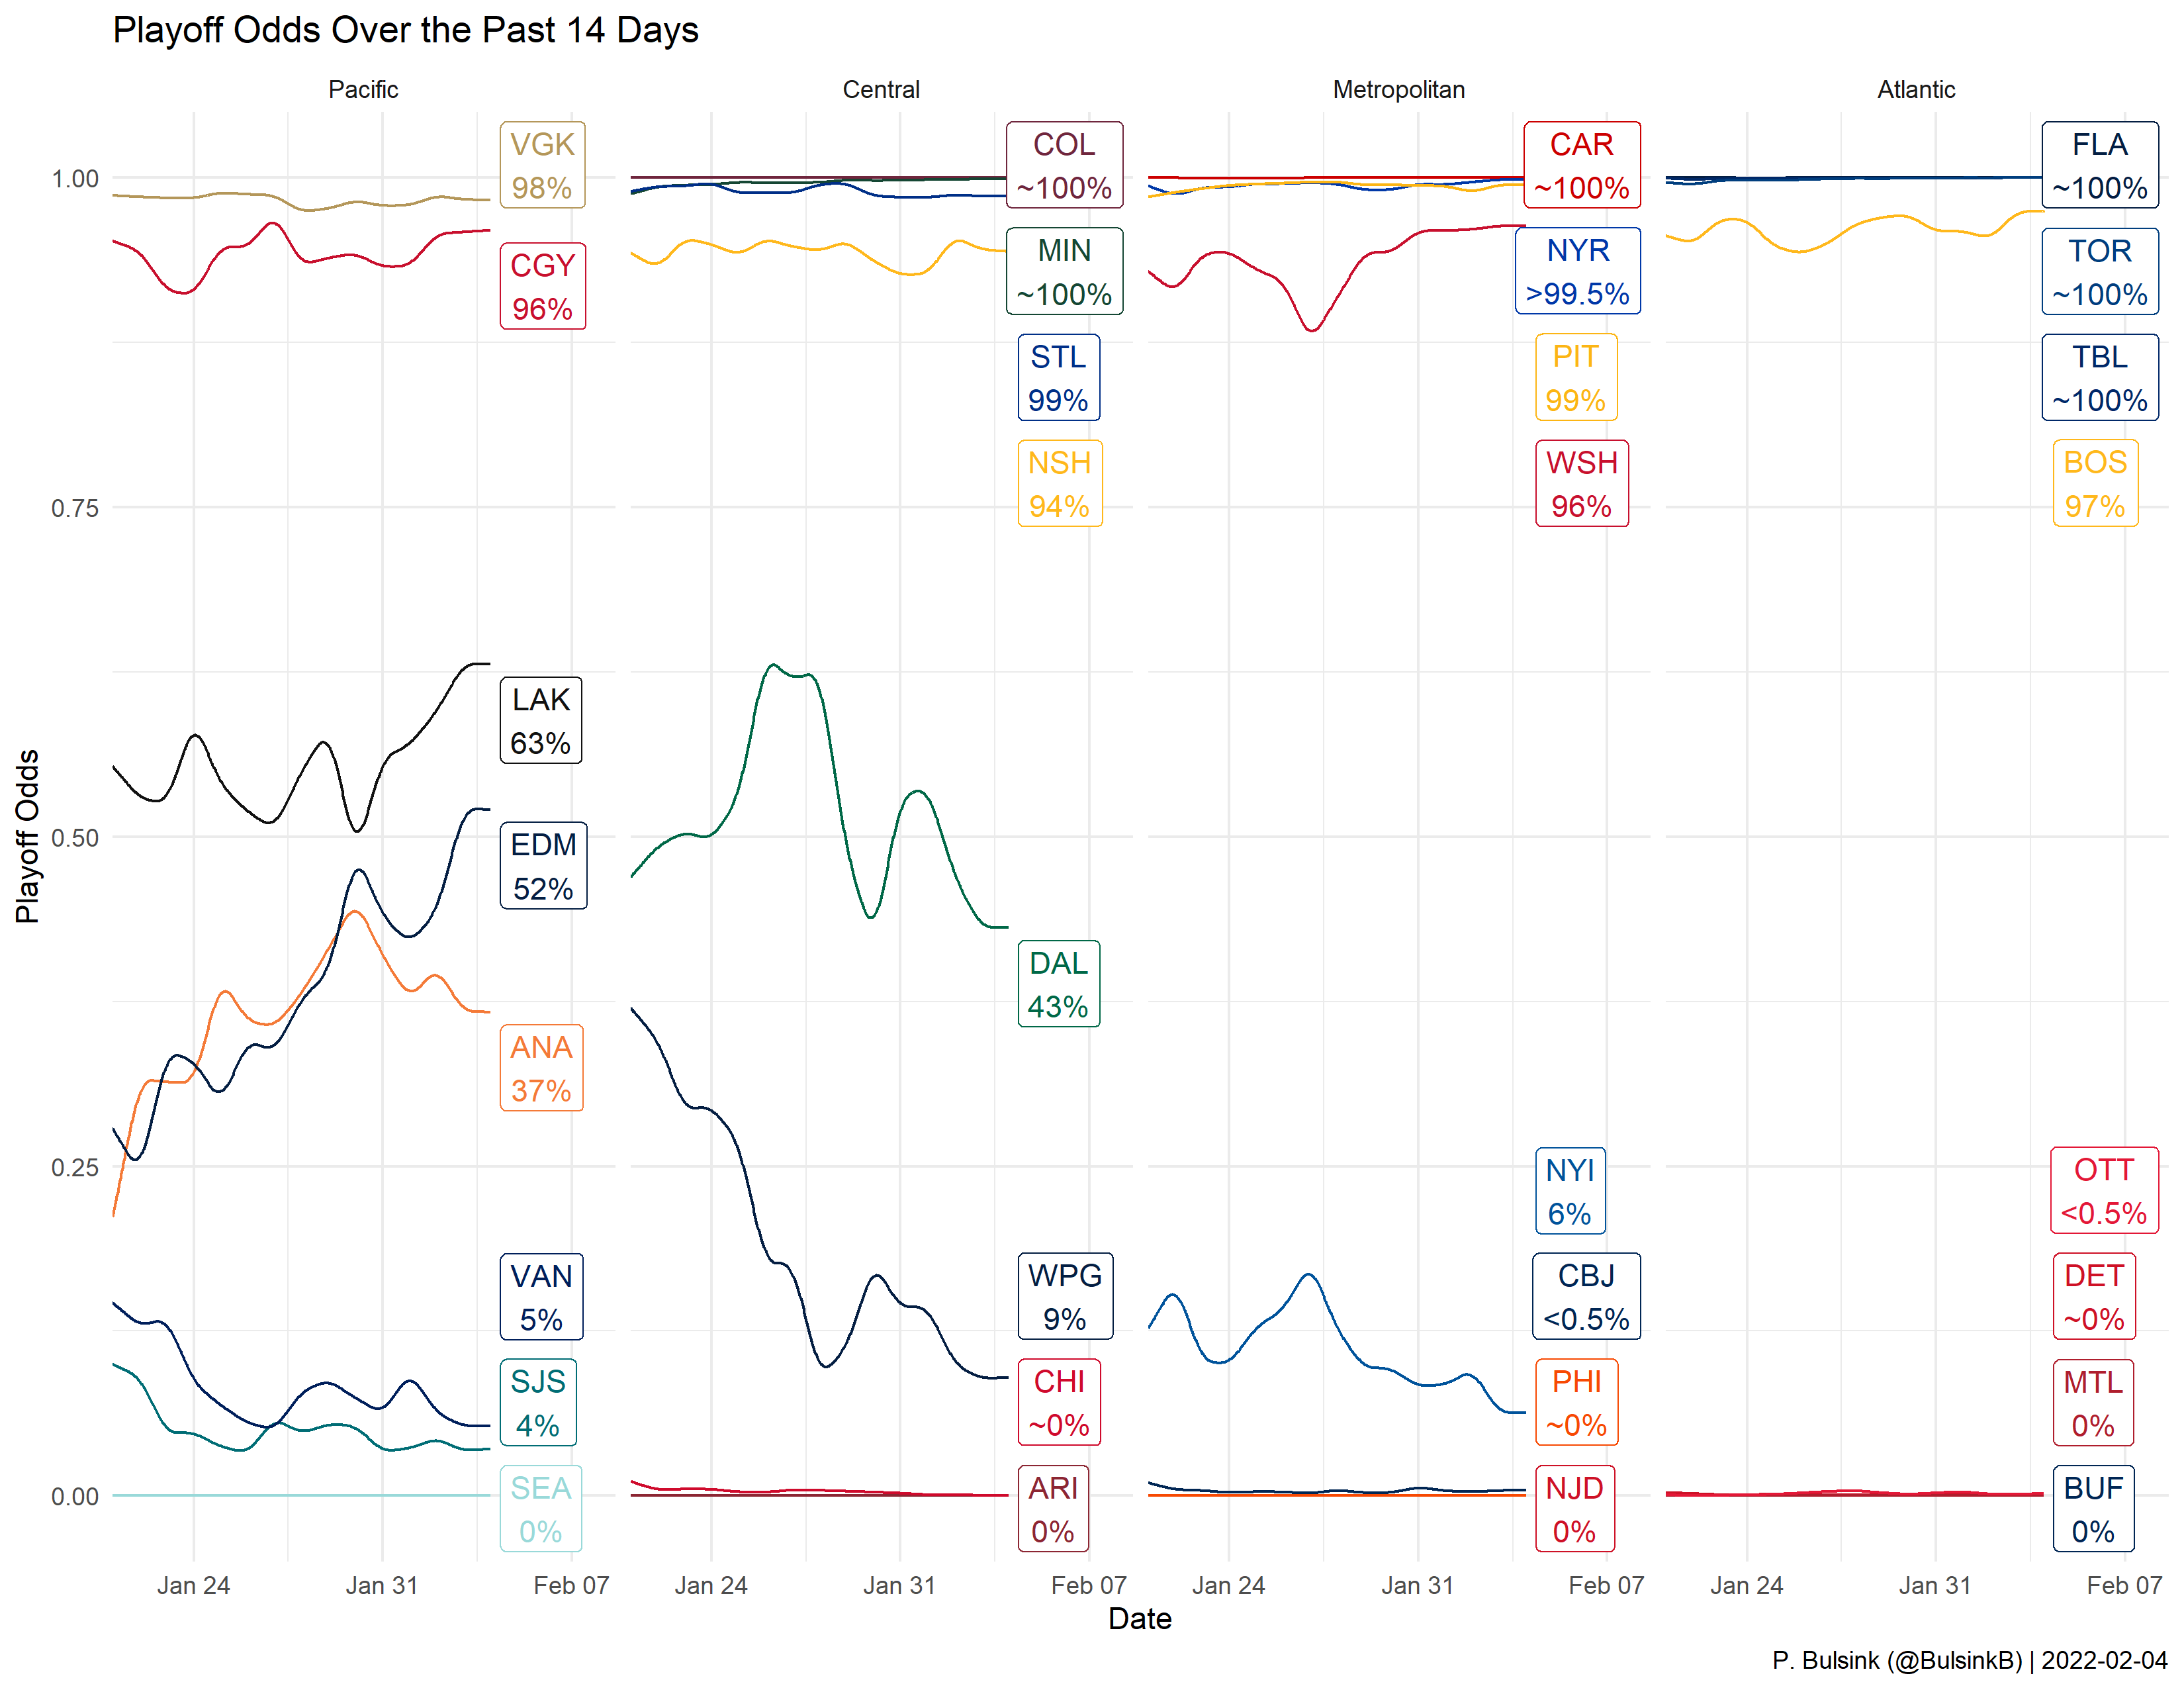 Playoff Odds Over the Past 14 Days
Pacific
Central
Metropolitan
Atlantic
Playoff Odds
1.00
0.75
0.50
0.25
0.00
VGK
98%
CGY
96%
LAK
63%
EDM
52%
ANA
37%
VAN
5%
SJS
4%
SEA
0%
COL
~100%
MIN
~100%
STL
99%
NSH
94%
DAL
43%
WPG
9%
CHI
~0%
ARI
0%
CAR
~100%
NYR
>99.5%
PIT
99%
WSH
96%
NYI
6%
CBJ
<0.5%
PHI
~0%
NJD
0%
FLA
~100%
TOR
~100%
TBL
~100%
BOS
97%
OTT
<0.5%
DET
~0%
MTL
0%
BUF
0%
Jan 24 Jan 31 Feb 07
Jan 24 Jan 31 Feb 07
Jan 24 Jan 31 Feb 07
Jan 24 Jan 31 Feb 07
Date
P. Bulsink (@BulsinkB) | 2022-02-04